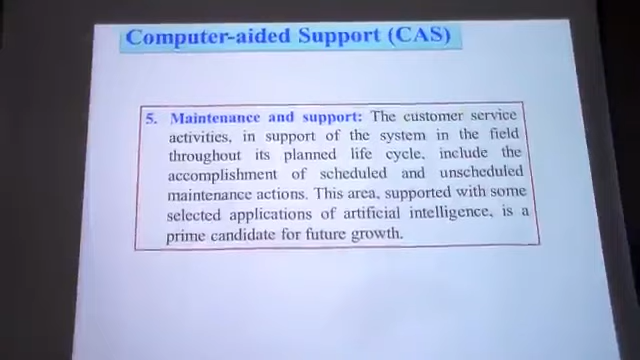 Computer-aided Support (CAS)
5. Maintenance and support: The customer service
activities, in support of the system in the field
throughout its planned life cycle, include the
accomplishment of scheduled and unscheduled
maintenance actions. This area, supported with some
selected applications of artificial intelligence, is a
prime candidate for future growth.